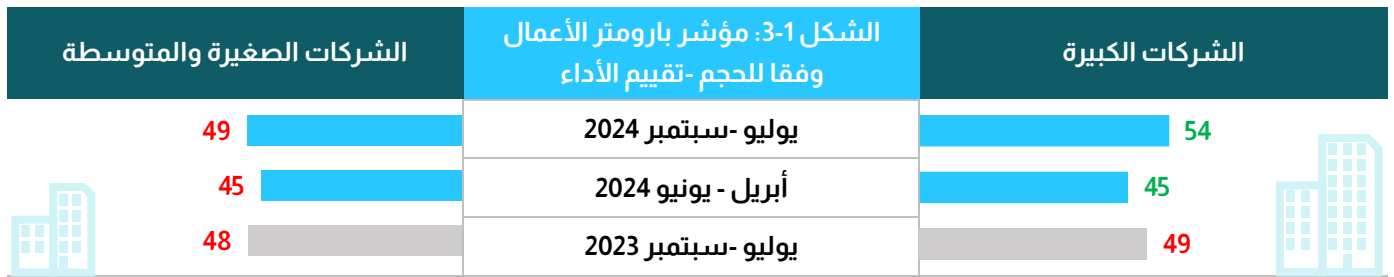 الشركات الكبيرة
الشكل 1-3: مؤشر بارومتر الأعمال
وفقا للحجم -تقييم الأداء
الشركات الصغيرة والمتوسطة
54
يوليو -سبتمبر 2024
49
45
أبريل - يونيو 2024
45
49
يوليو -سبتمبر 2023
48